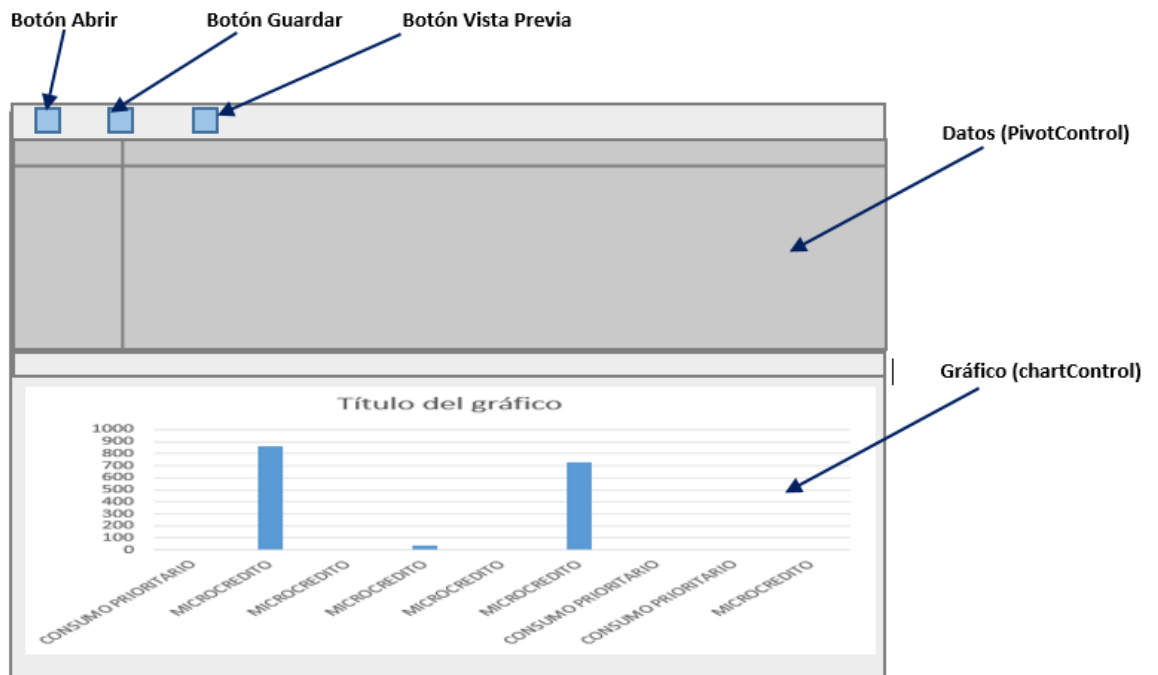 Botón Abrir
Botón Guardar
Botón Vista Previa
Datos (PivotControl)
Gráfico (chartControl)
Título del gráfico
1000
900
800
700
600
500
400
300
200
100
0
CONSUMO PRIORITARIO
MICROCREDITO
MICROCREDITO
MICROCREDITO
MICROCREDITO
MICROCREDITO
CONSUMO PRIORITARIO
CONSUMO PRIORITARIO
MICROCREDITO